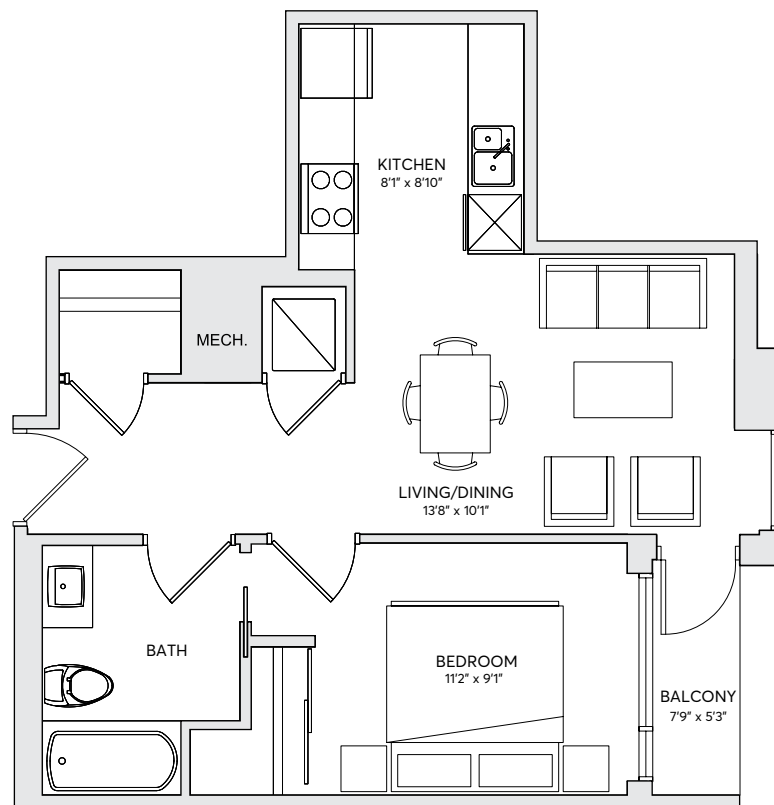 KITCHEN
8'1" x 8'10"
MECH.
LIVING/DINING
13'8" x 10'1"
BATH
BEDROOM
11'2" x 9'1"
BALCONY
7'9" x 5'3"